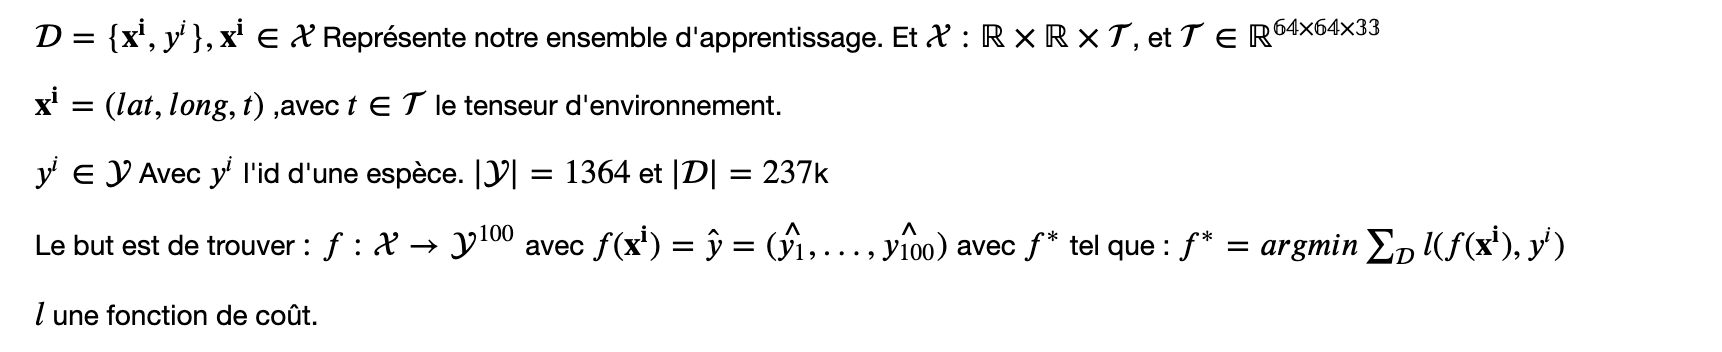 𝒟 = {𝐱ⁱ, yⁱ}, 𝐱ⁱ ∈ 𝒳 Représente notre ensemble d'apprentissage. Et 𝒳 : ℝ × ℝ × 𝒯, et 𝒯 ∈ ℝ^{64×64×33}
𝐱ⁱ = (lat, long, t) ,avec t ∈ 𝒯 le tenseur d'environnement.
yⁱ ∈ 𝒴 Avec yⁱ l'id d'une espèce. |𝒴| = 1364 et |𝒟| = 237k
Le but est de trouver : f : 𝒳 → 𝒴^{100} avec f(𝐱ⁱ) = ŷ = (ŷ₁, . . . , ŷ₁₀₀) avec f* tel que : f* = argmin ∑_𝒟 l(f(𝐱ⁱ), yⁱ)
l une fonction de coût.